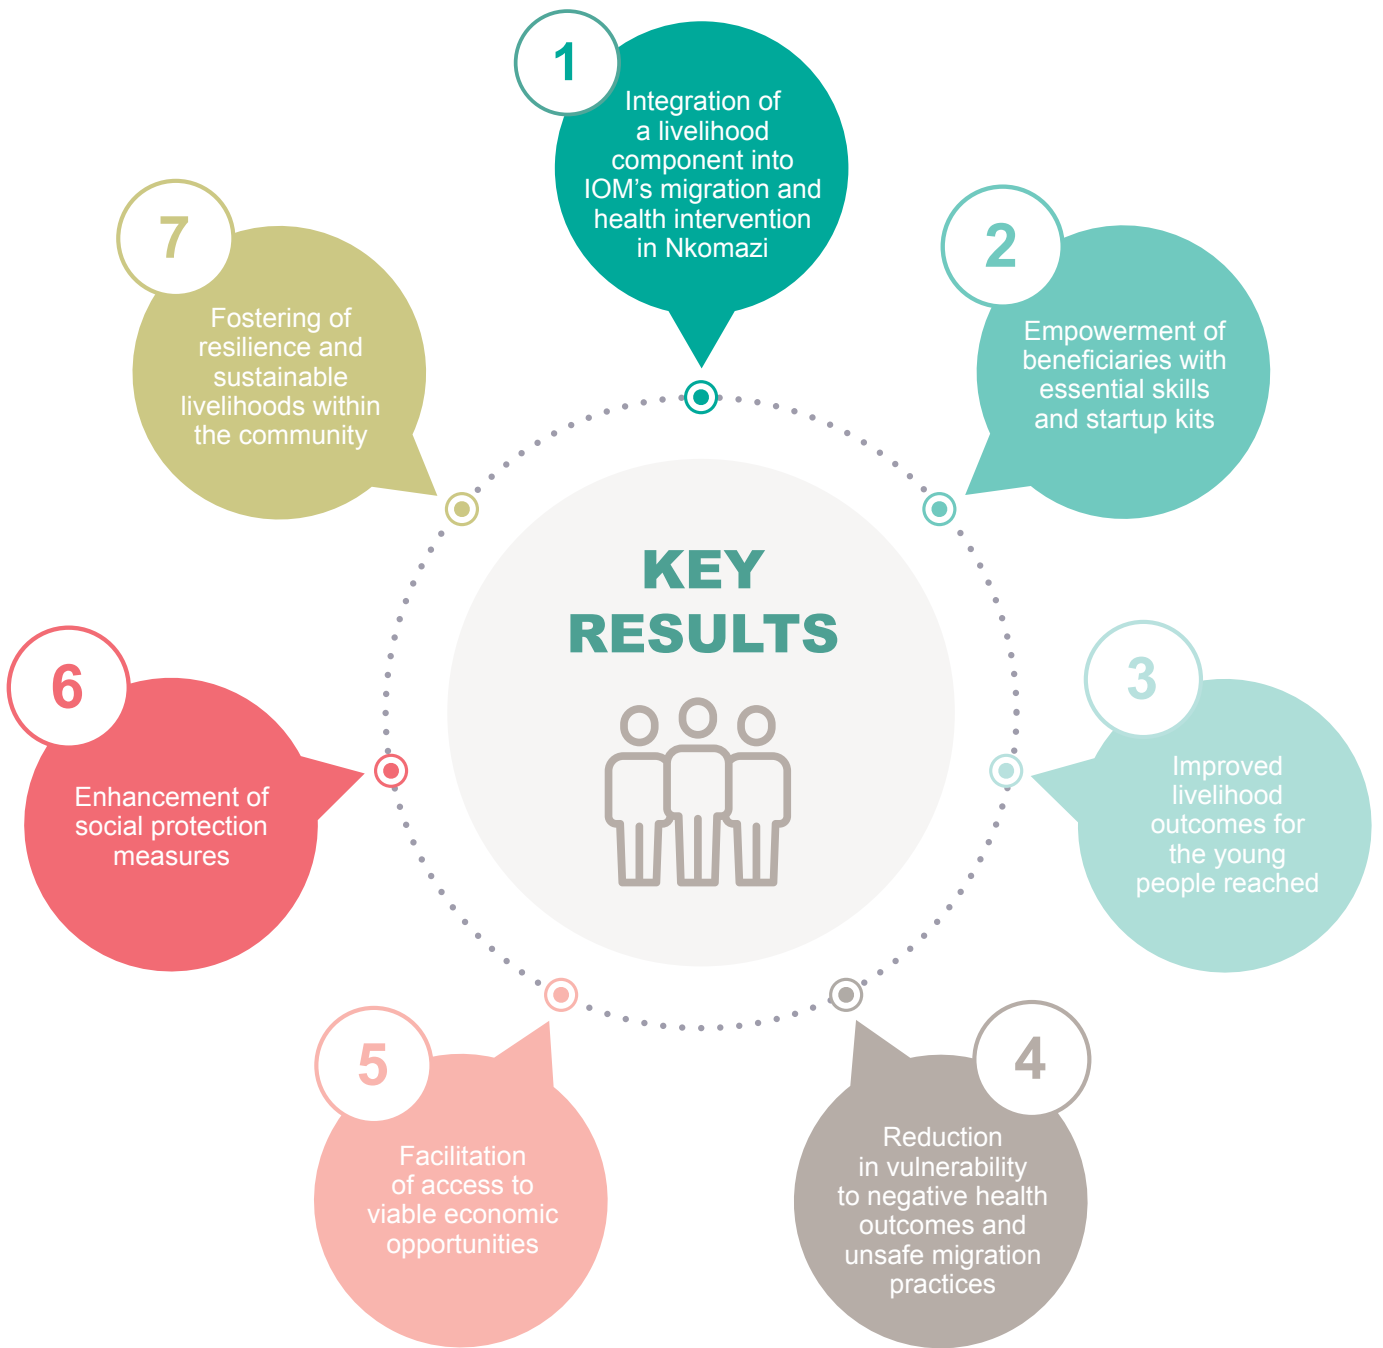 KEY
RESULTS
1
Integration of
a livelihood
component into
IOM's migration and
health intervention
in Nkomazi
2
Empowerment of
beneficiaries with
essential skills
and startup kits
3
Improved
livelihood
outcomes for
the young
people reached
4
Reduction
in vulnerability
to negative health
outcomes and
unsafe migration
practices
5
Facilitation
of access to
viable economic
opportunities
6
Enhancement of
social protection
measures
7
Fostering of
resilience and
sustainable
livelihoods within
the community